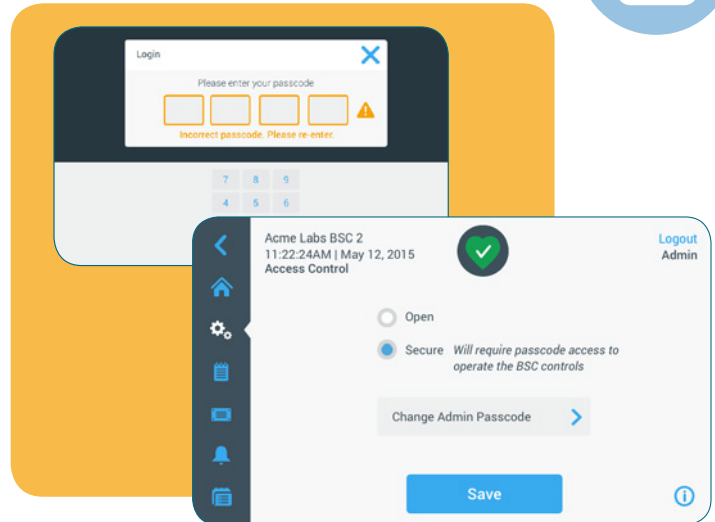 Login
Please enter your passcode
Incorrect passcode. Please re-enter.
7 8 9
4 5 6
Acme Labs BSC 2
11:22:24AM | May 12, 2015
Access Control
Logout
Admin
Open
Secure Will require passcode access to
operate the BSC controls
Change Admin Passcode
Save